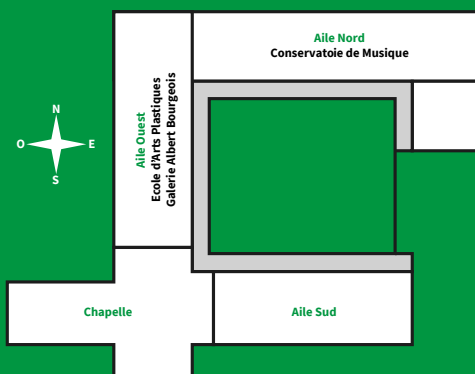 Aile Nord
Conservatoie de Musique
Aile Ouest
Ecole d'Arts Plastiques
Galerie Albert Bourgeois
N
O
E
S
Chapelle
Aile Sud